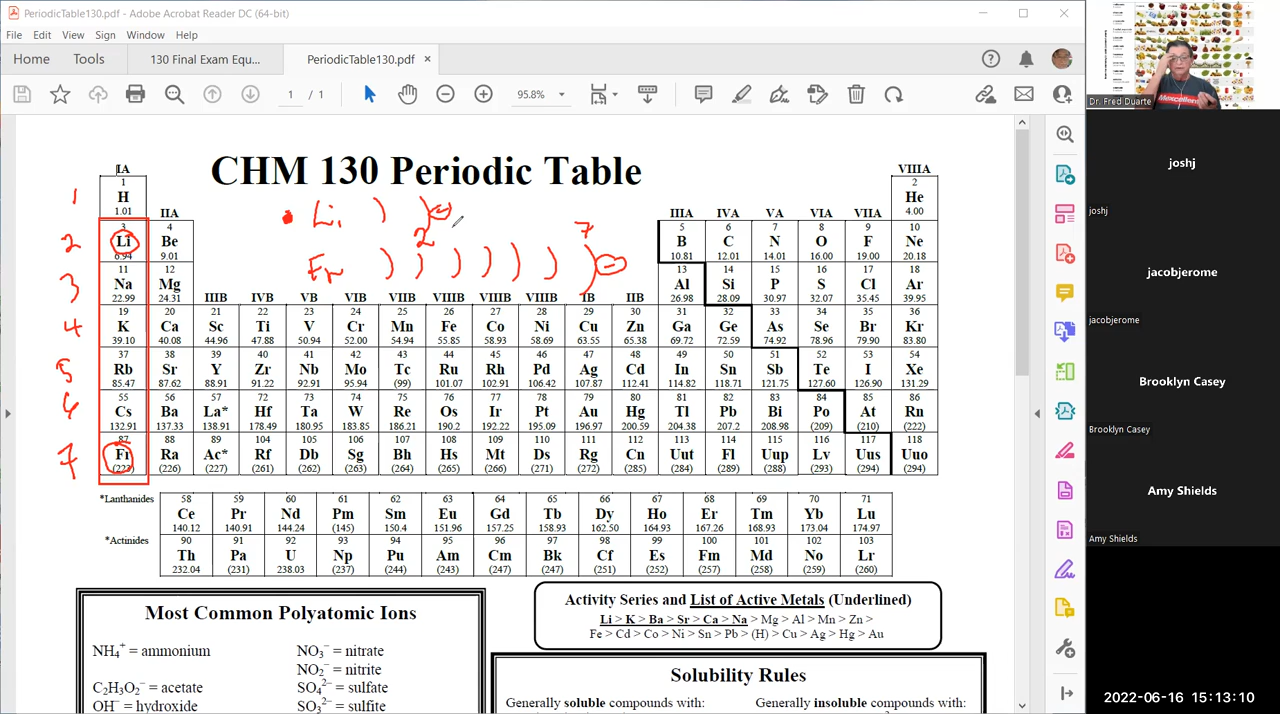 PeriodicTable130.pdf - Adobe Acrobat Reader DC (64-bit)
File Edit View Sign Window Help
Home Tools 130 Final Exam Equ... PeriodicTable130.pdf ×
1 / 1 95.8%
CHM 130 Periodic Table
IA VIIIA
1 2
H He
1.01 4.00
IIA IIIA IVA VA VIA VIIA
3 4 5 6 7 8 9 10
Li Be B C N O F Ne
6.94 9.01 10.81 12.01 14.01 16.00 19.00 20.18
11 12 13 14 15 16 17 18
Na Mg Al Si P S Cl Ar
22.99 24.31 26.98 28.09 30.97 32.07 35.45 39.95
IIIB IVB VB VIB VIIB VIIIB VIIIB VIIIB IB IIB
19 20 21 22 23 24 25 26 27 28 29 30 31 32 33 34 35 36
K Ca Sc Ti V Cr Mn Fe Co Ni Cu Zn Ga Ge As Se Br Kr
39.10 40.08 44.96 47.88 50.94 52.00 54.94 55.85 58.93 58.69 63.55 65.38 69.72 72.59 74.92 78.96 79.90 83.80
37 38 39 40 41 42 43 44 45 46 47 48 49 50 51 52 53 54
Rb Sr Y Zr Nb Mo Tc Ru Rh Pd Ag Cd In Sn Sb Te I Xe
85.47 87.62 88.91 91.22 92.91 95.94 (99) 101.07 102.91 106.42 107.87 112.41 114.82 118.71 121.75 127.60 126.90 131.29
55 56 57 72 73 74 75 76 77 78 79 80 81 82 83 84 85 86
Cs Ba La* Hf Ta W Re Os Ir Pt Au Hg Tl Pb Bi Po At Rn
132.91 137.33 138.91 178.49 180.95 183.85 186.21 190.2 192.22 195.09 196.97 200.59 204.38 207.2 208.98 (209) (210) (222)
87 88 89 104 105 106 107 108 109 110 111 112 113 114 115 116 117 118
Fr Ra Ac* Rf Db Sg Bh Hs Mt Ds Rg Cn Uut Fl Uup Lv Uus Uuo
(223) (226) (227) (261) (262) (263) (264) (265) (266) (271) (272) (285) (284) (289) (288) (293) (294) (294)
1
2
3
4
5
6
7
Li ) )
2
Fr ) ) ) ) ) ) )
7
*Lanthanides 58 59 60 61 62 63 64 65 66 67 68 69 70 71
Ce Pr Nd Pm Sm Eu Gd Tb Dy Ho Er Tm Yb Lu
140.12 140.91 144.24 (145) 150.4 151.96 157.25 158.93 162.50 164.93 167.26 168.93 173.04 174.97
*Actinides 90 91 92 93 94 95 96 97 98 99 100 101 102 103
Th Pa U Np Pu Am Cm Bk Cf Es Fm Md No Lr
232.04 (231) 238.03 (237) (244) (243) (247) (247) (251) (252) (257) (258) (259) (260)
Most Common Polyatomic Ions
NH₄⁺ = ammonium NO₃⁻ = nitrate
NO₂⁻ = nitrite
C₂H₃O₂⁻ = acetate SO₄²⁻ = sulfate
OH⁻ = hydroxide SO₃²⁻ = sulfite
Activity Series and List of Active Metals (Underlined)
Li > K > Ba > Sr > Ca > Na > Mg > Al > Mn > Zn >
Fe > Cd > Co > Ni > Sn > Pb > (H) > Cu > Ag > Hg > Au
Solubility Rules
Generally soluble compounds with: Generally insoluble compounds with:
Dr. Fred Duarte
joshj
joshj
jacobjerome
jacobjerome
Brooklyn Casey
Brooklyn Casey
Amy Shields
Amy Shields
2022-06-16 15:13:10